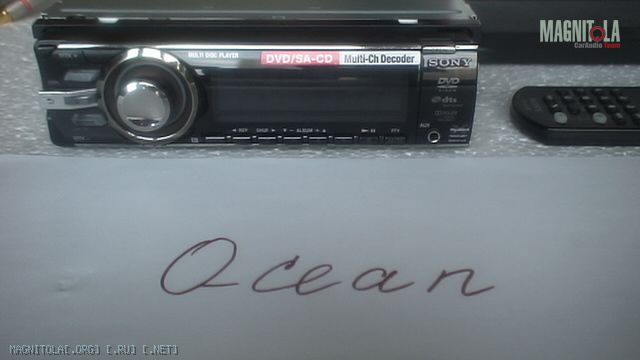 MAGNITOLA
CarAudio Team
MULTI DISC PLAYER
DVD/SA-CD Multi-Ch Decoder
SONY
DVD
dts
AUX
◄ REP SHUF ► ▼ – ALBUM + ▲ ►II PTY
Ocean
MAGNITOLA[.ORG] [.RU] [.NET]